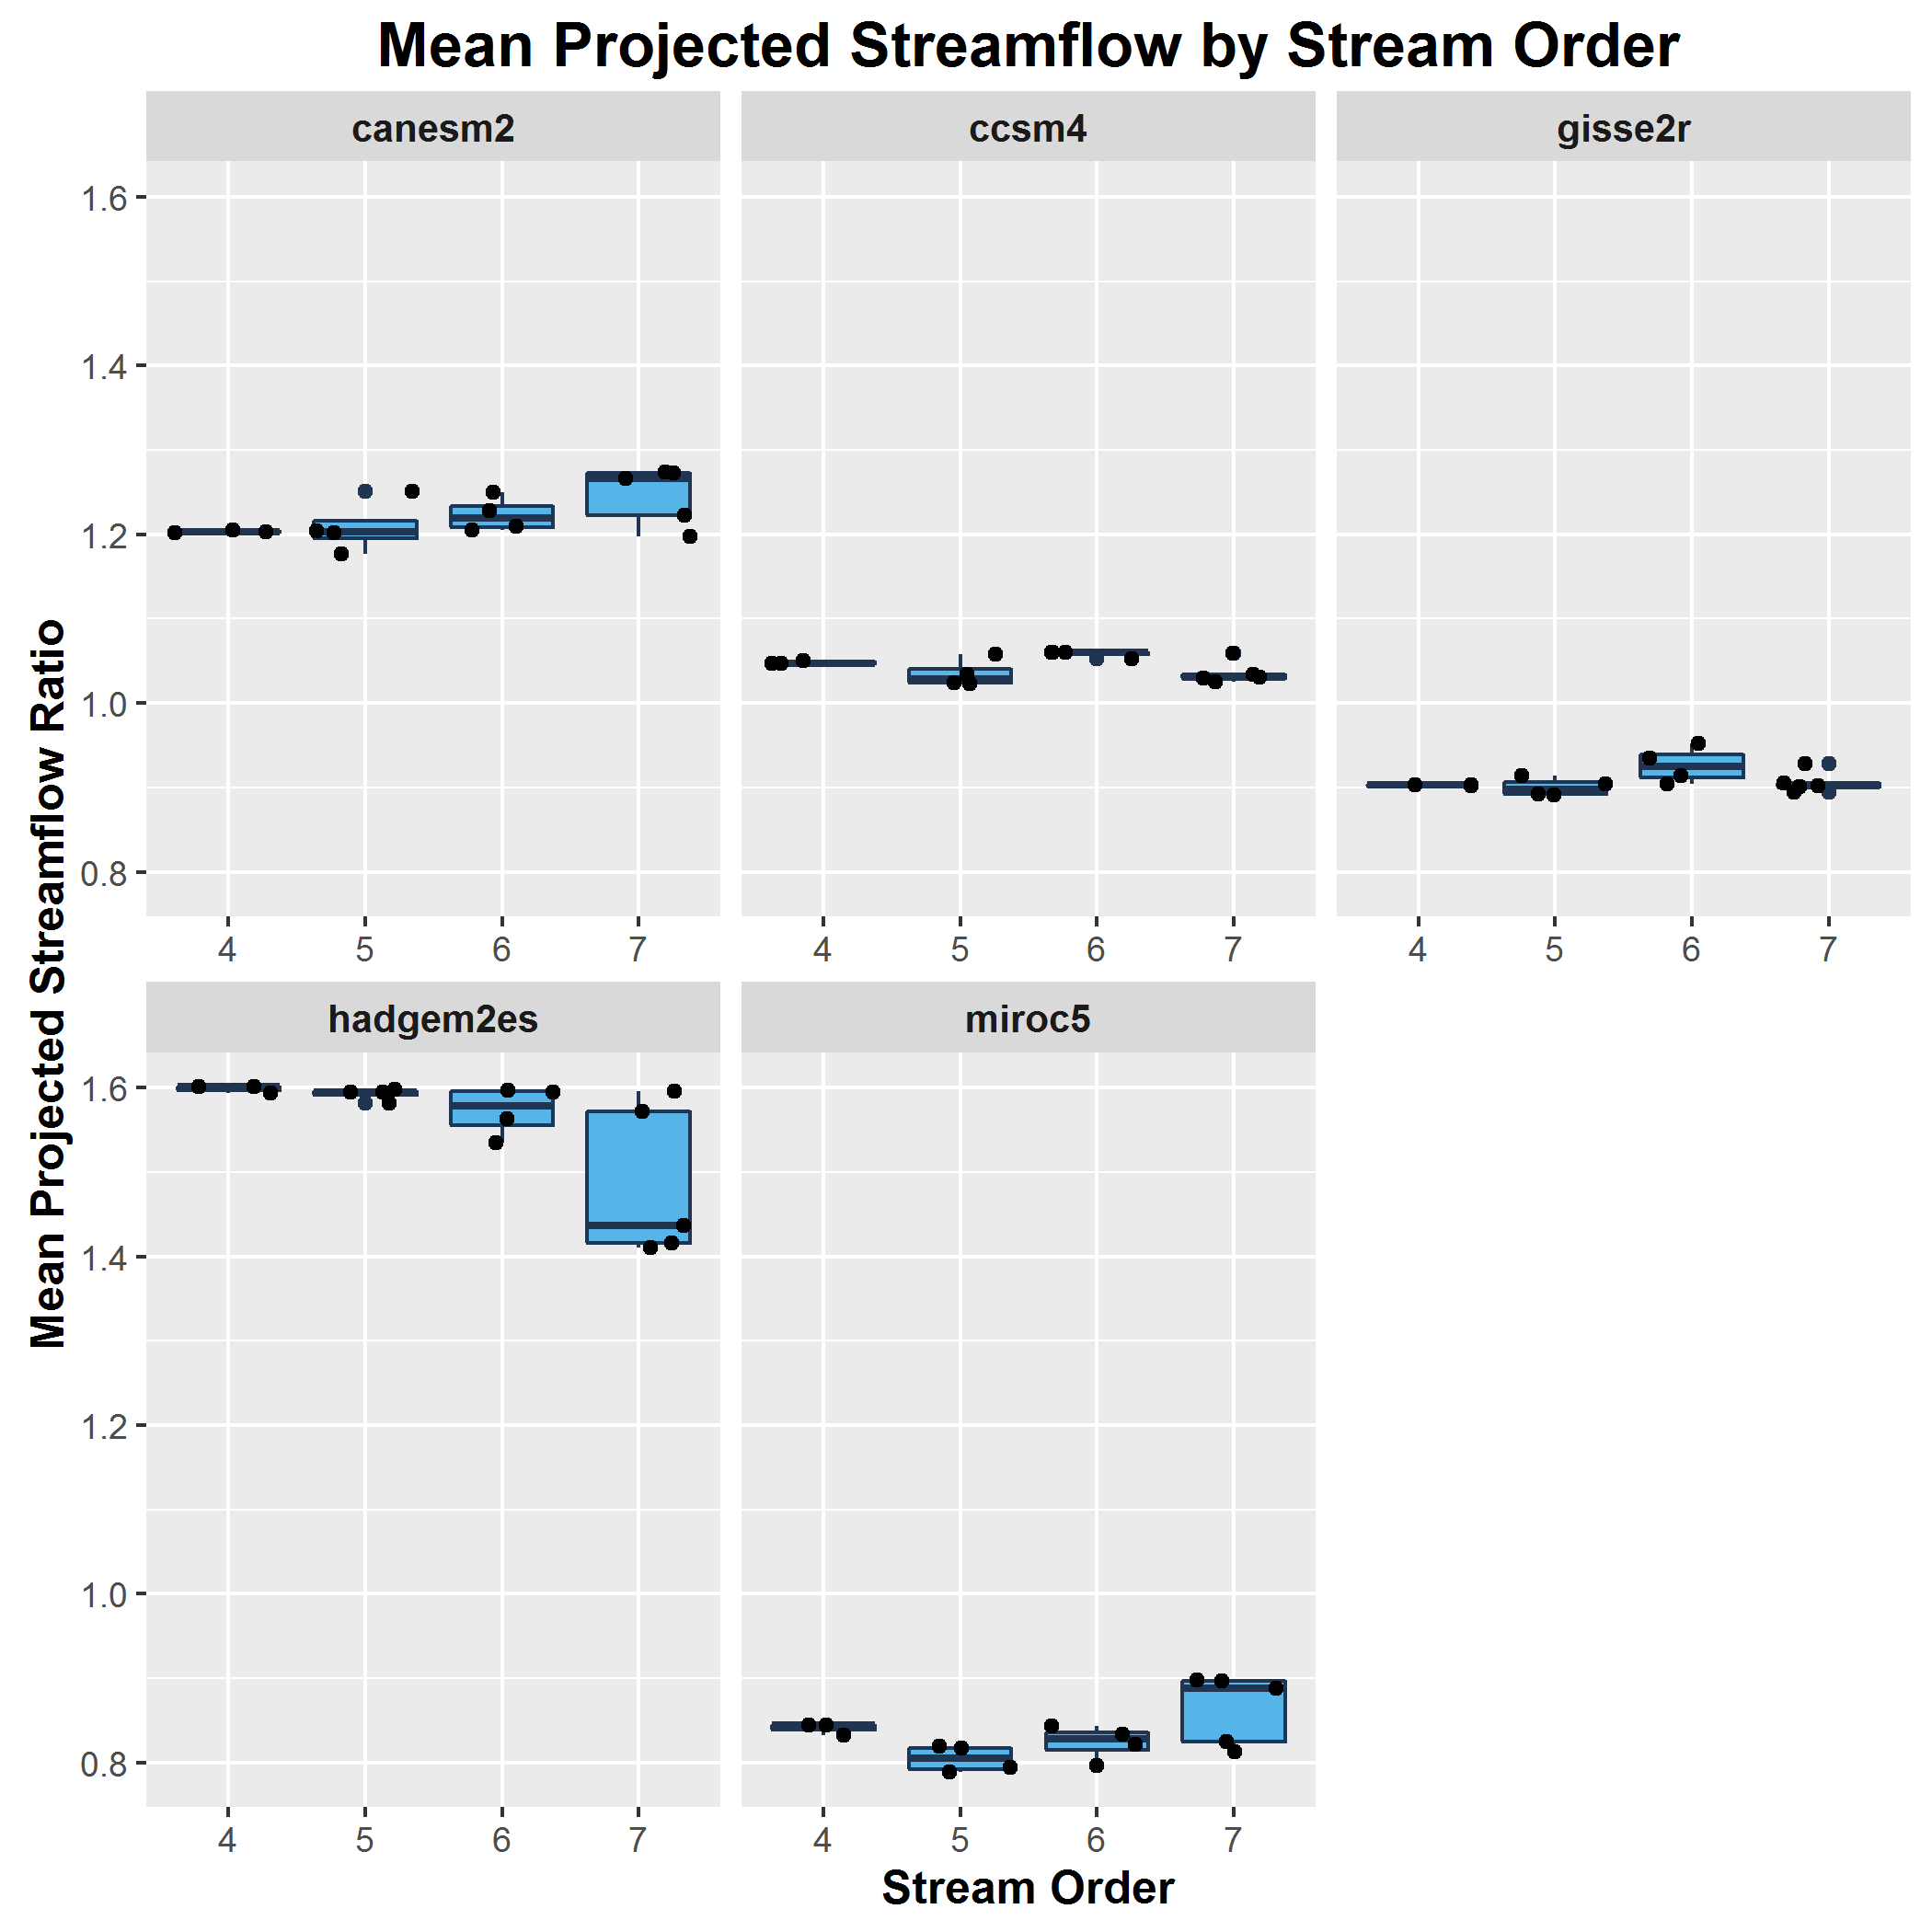 Mean Projected Streamflow by Stream Order
canesm2 ccsm4 gisse2r
1.6
1.4
1.2
1.0
0.8
4 5 6 7 4 5 6 7 4 5 6 7
Mean Projected Streamflow Ratio
hadgem2es miroc5
1.6
1.4
1.2
1.0
0.8
4 5 6 7 4 5 6 7
Stream Order